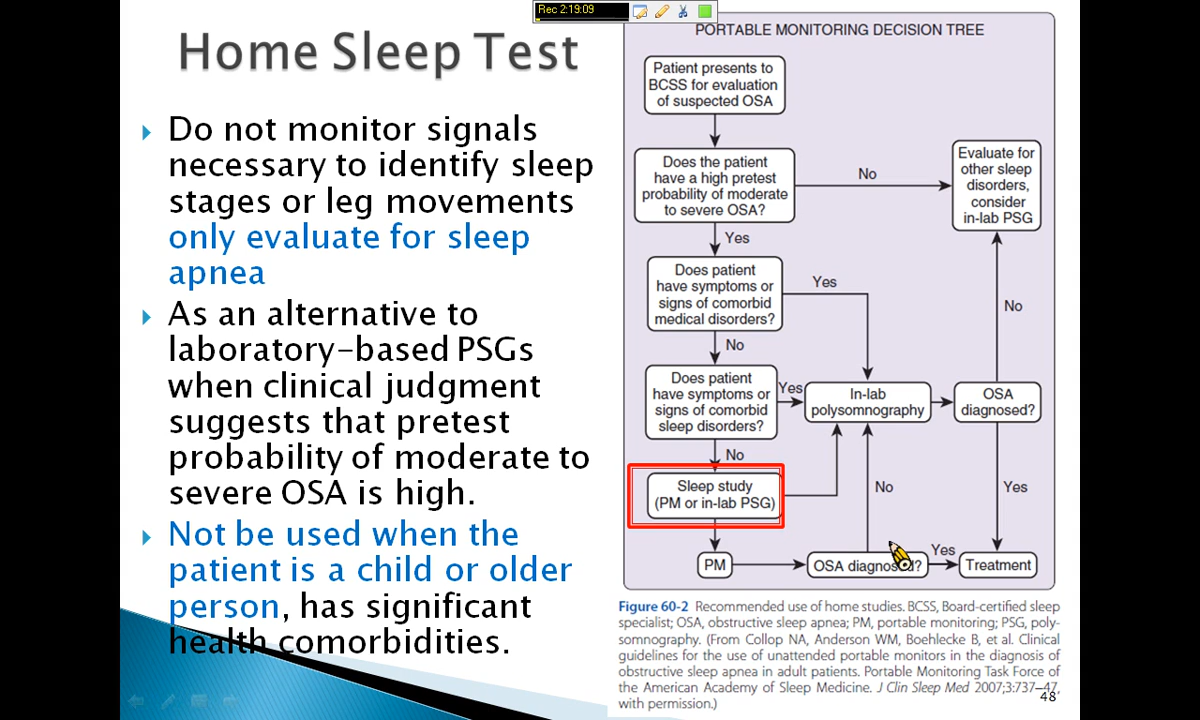 Rec 2:19:09
Home Sleep Test
Do not monitor signals
necessary to identify sleep
stages or leg movements
only evaluate for sleep
apnea
As an alternative to
laboratory-based PSGs
when clinical judgment
suggests that pretest
probability of moderate to
severe OSA is high.
Not be used when the
patient is a child or older
person, has significant
health comorbidities.
PORTABLE MONITORING DECISION TREE
Patient presents to
BCSS for evaluation
of suspected OSA
Does the patient
have a high pretest
probability of moderate
to severe OSA?
No
Evaluate for
other sleep
disorders,
consider
in-lab PSG
Yes
Does patient
have symptoms or
signs of comorbid
medical disorders?
Yes
No
No
Does patient
have symptoms or
signs of comorbid
sleep disorders?
Yes
In-lab
polysomnography
OSA
diagnosed?
No
Sleep study
(PM or in-lab PSG)
No
Yes
PM
OSA diagnosed?
Yes
Treatment
Figure 60-2 Recommended use of home studies. BCSS, Board-certified sleep
specialist; OSA, obstructive sleep apnea; PM, portable monitoring; PSG, poly-
somnography. (From Collop NA, Anderson WM, Boehlecke B, et al. Clinical
guidelines for the use of unattended portable monitors in the diagnosis of
obstructive sleep apnea in adult patients. Portable Monitoring Task Force of
the American Academy of Sleep Medicine. J Clin Sleep Med 2007;3:737–47,
with permission.)
48